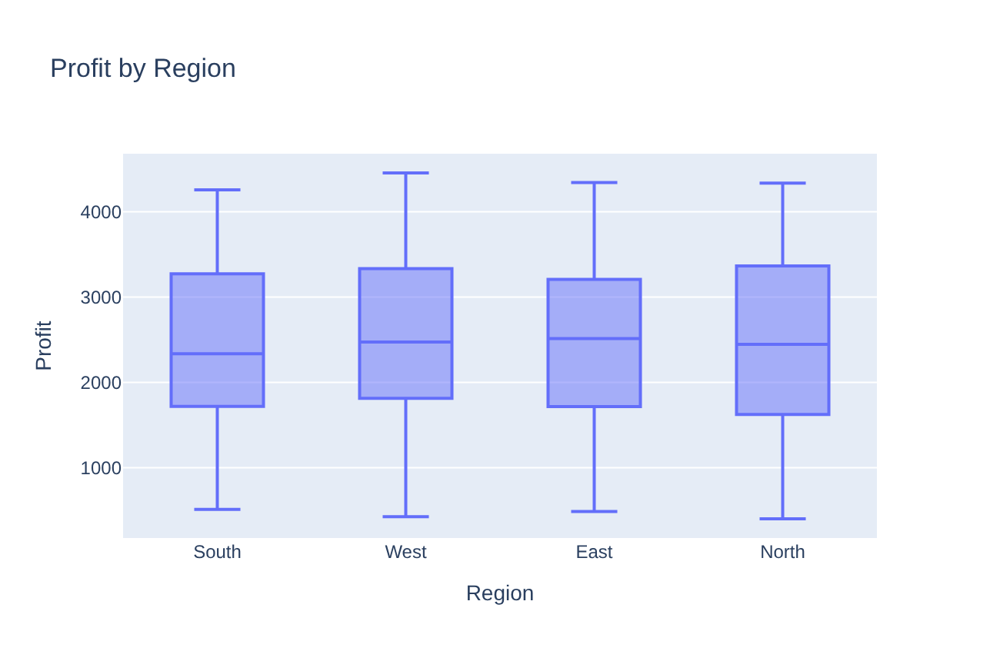 Profit by Region
Profit
4000
3000
2000
1000
South West East North
Region